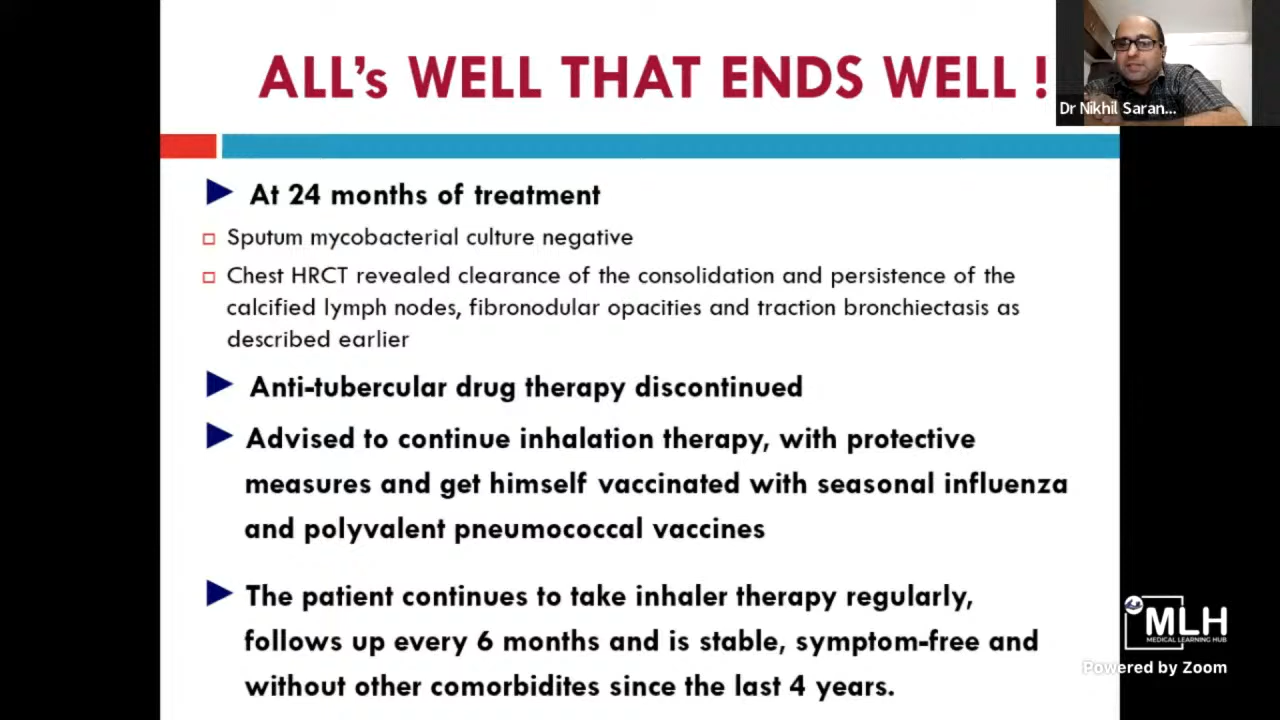 ALL's WELL THAT ENDS WELL !
Dr Nikhil Saran...
At 24 months of treatment
Sputum mycobacterial culture negative
Chest HRCT revealed clearance of the consolidation and persistence of the
calcified lymph nodes, fibronodular opacities and traction bronchiectasis as
described earlier
Anti-tubercular drug therapy discontinued
Advised to continue inhalation therapy, with protective
measures and get himself vaccinated with seasonal influenza
and polyvalent pneumococcal vaccines
The patient continues to take inhaler therapy regularly,
follows up every 6 months and is stable, symptom-free and
without other comorbidites since the last 4 years.
MLH
MEDICAL LEARNING HUB
Powered by Zoom